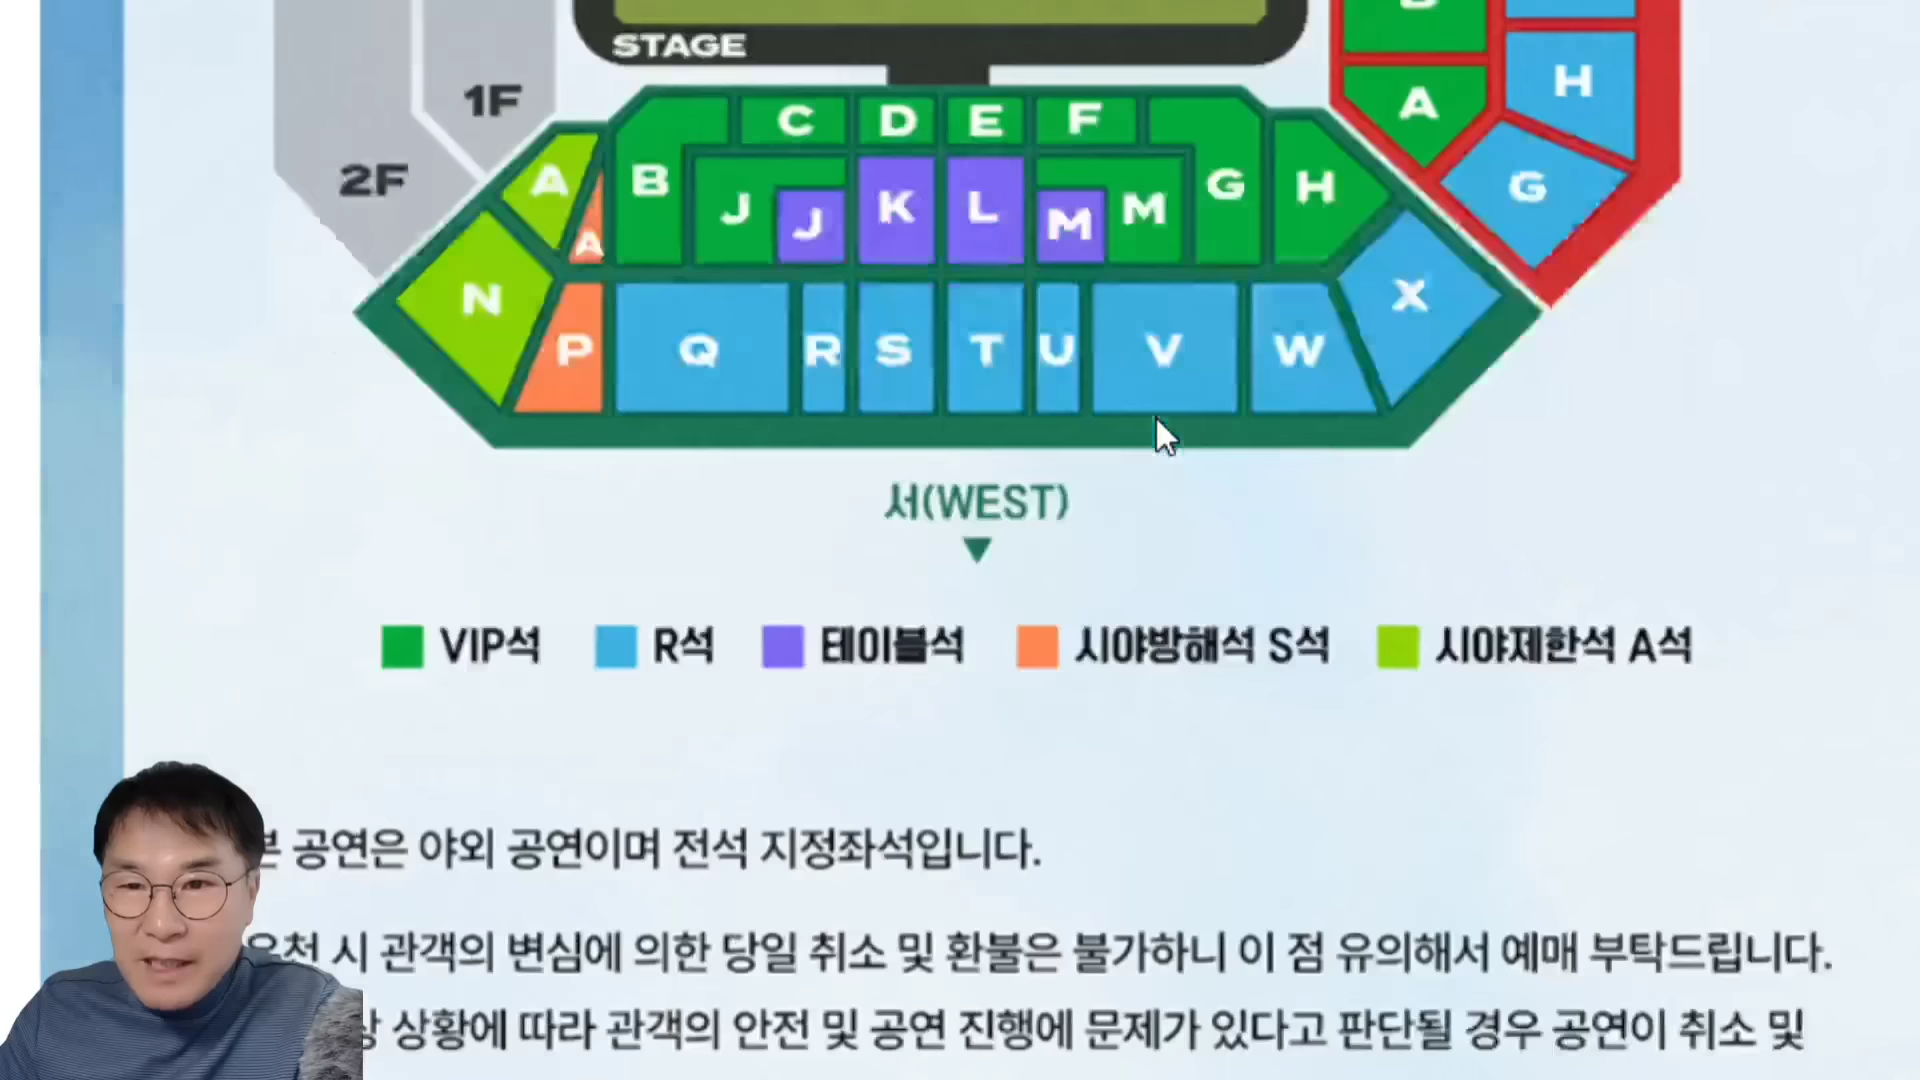 STAGE
1F
2F
A
H
G
C D E F
A B G H
J K L M
J M
A
N X
P Q R S T U V W
서(WEST)
VIP석 R석 테이블석 시야방해석 S석 시야제한석 A석
공연은 야외 공연이며 전석 지정좌석입니다.
시 관객의 변심에 의한 당일 취소 및 환불은 불가하니 이 점 유의해서 예매 부탁드립니다.
상황에 따라 관객의 안전 및 공연 진행에 문제가 있다고 판단될 경우 공연이 취소 및